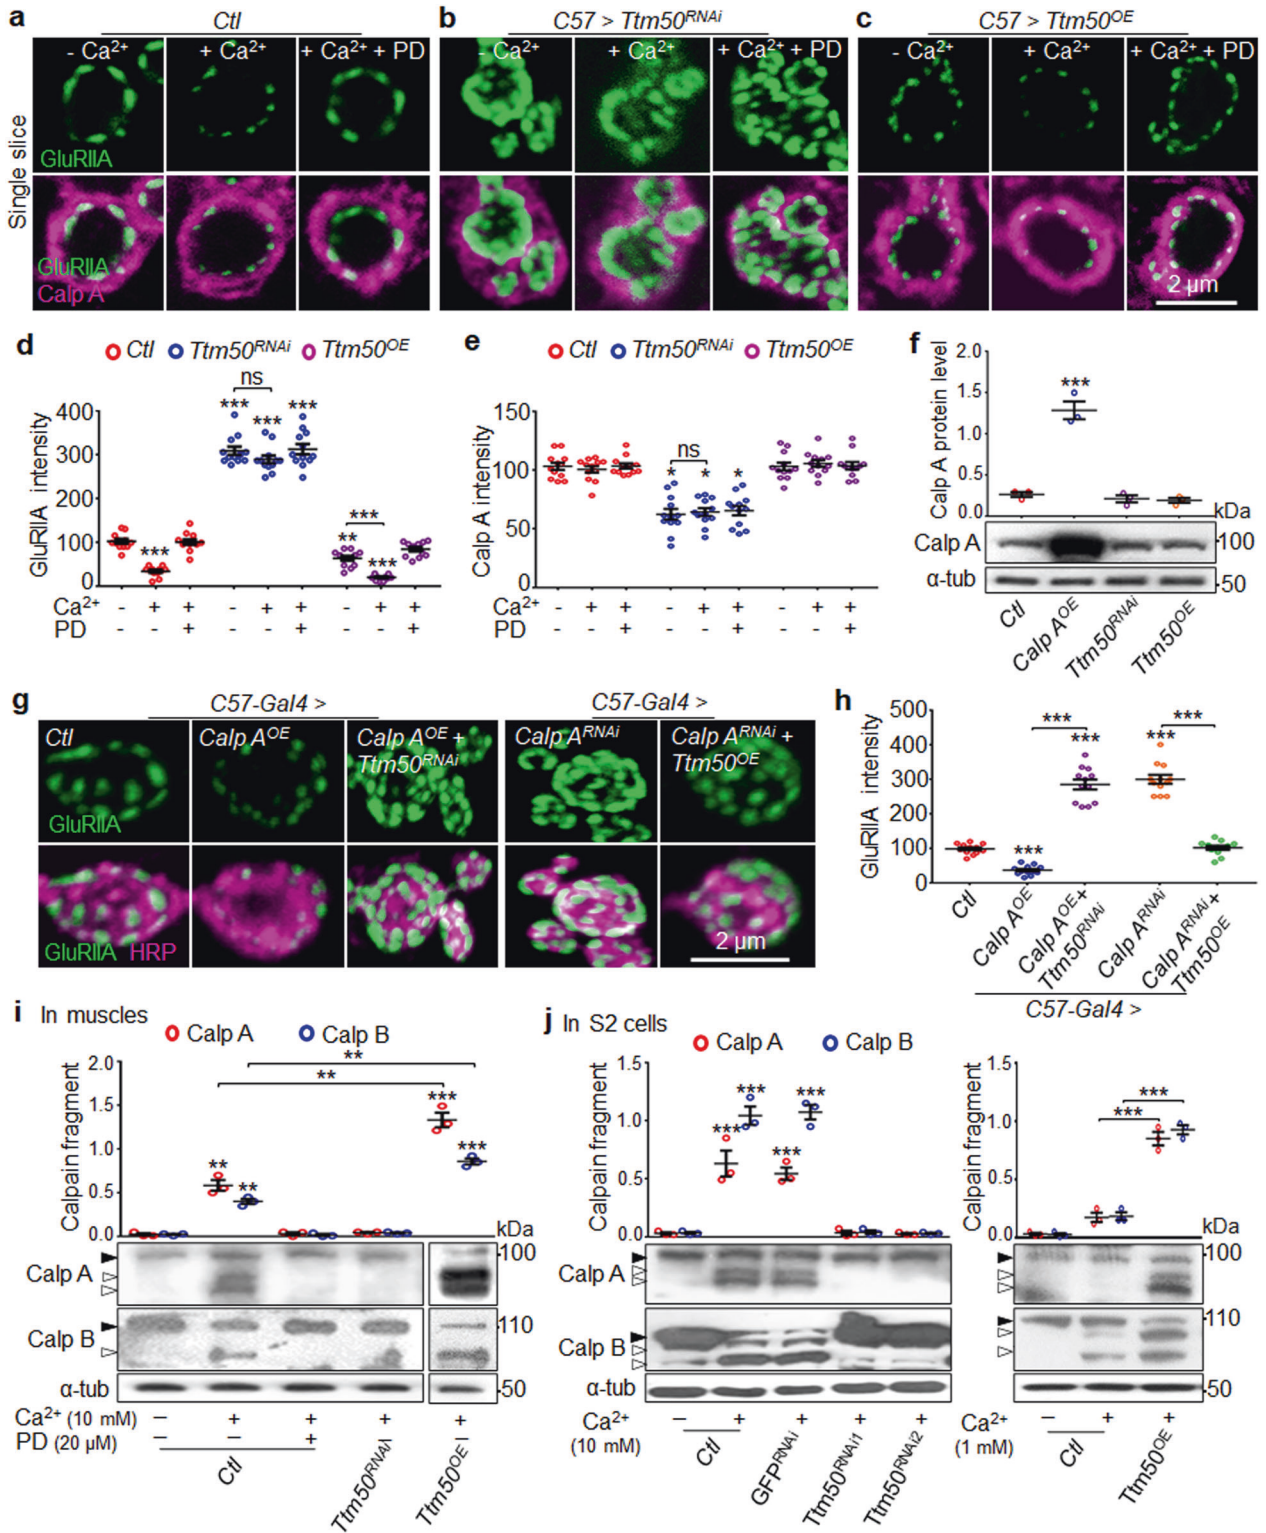 a Ctl
b C57 > Ttm50RNAi
c C57 > Ttm50OE
- Ca2+ + Ca2+ + Ca2+ + PD
- Ca2+ + Ca2+ + Ca2+ + PD
- Ca2+ + Ca2+ + Ca2+ + PD
Single slice
GluRIIA
GluRIIA
Calp A
2 µm
d Ctl Ttm50RNAi Ttm50OE
GluRIIA intensity
400
300
200
100
0
*** *** ns *** *** ** *** ***
Ca2+ - + + - + + - + +
PD - - + - - + - - +
e Ctl Ttm50RNAi Ttm50OE
Calp A intensity
150
100
50
0
* ns * *
Ca2+ - + + - + + - + +
PD - - + - - + - - +
f
Calp A protein level
2.0
1.5
1.0
0.5
0.0
***
kDa
Calp A 100
α-tub 50
Ctl
Calp AOE
Ttm50RNAi
Ttm50OE
g C57-Gal4 > C57-Gal4 >
Ctl
Calp AOE
Calp AOE +
Ttm50RNAi
Calp ARNAi
Calp ARNAi +
Ttm50OE
GluRIIA
GluRIIA HRP
2 µm
h
GluRIIA intensity
500
400
300
200
100
0
*** *** *** *** ***
Ctl
Calp AOE
Calp AOE+
Ttm50RNAi
Calp ARNAi
Calp ARNAi +
Ttm50OE
C57-Gal4 >
i In muscles
Calp A Calp B
Calpain fragment
2.0
1.5
1.0
0.5
0.0
** ** ** ** *** ***
kDa
Calp A 100
Calp B 110
α-tub 50
Ca2+ (10 mM) – + + + +
PD (20 µM) – – + –
Ctl
Ttm50RNAi
Ttm50OE
j In S2 cells
Calp A Calp B
Calpain fragment
1.5
1.0
0.5
0.0
*** *** *** ***
Calp A
Calp B
α-tub
Ca2+ – + + + +
(10 mM)
Ctl
GFPRNAi
Ttm50RNAi1
Ttm50RNAi2
Calpain fragment
1.5
1.0
0.5
0
*** ***
kDa
100
110
50
Ca2+ – + +
(1 mM)
Ctl
Ttm50OE